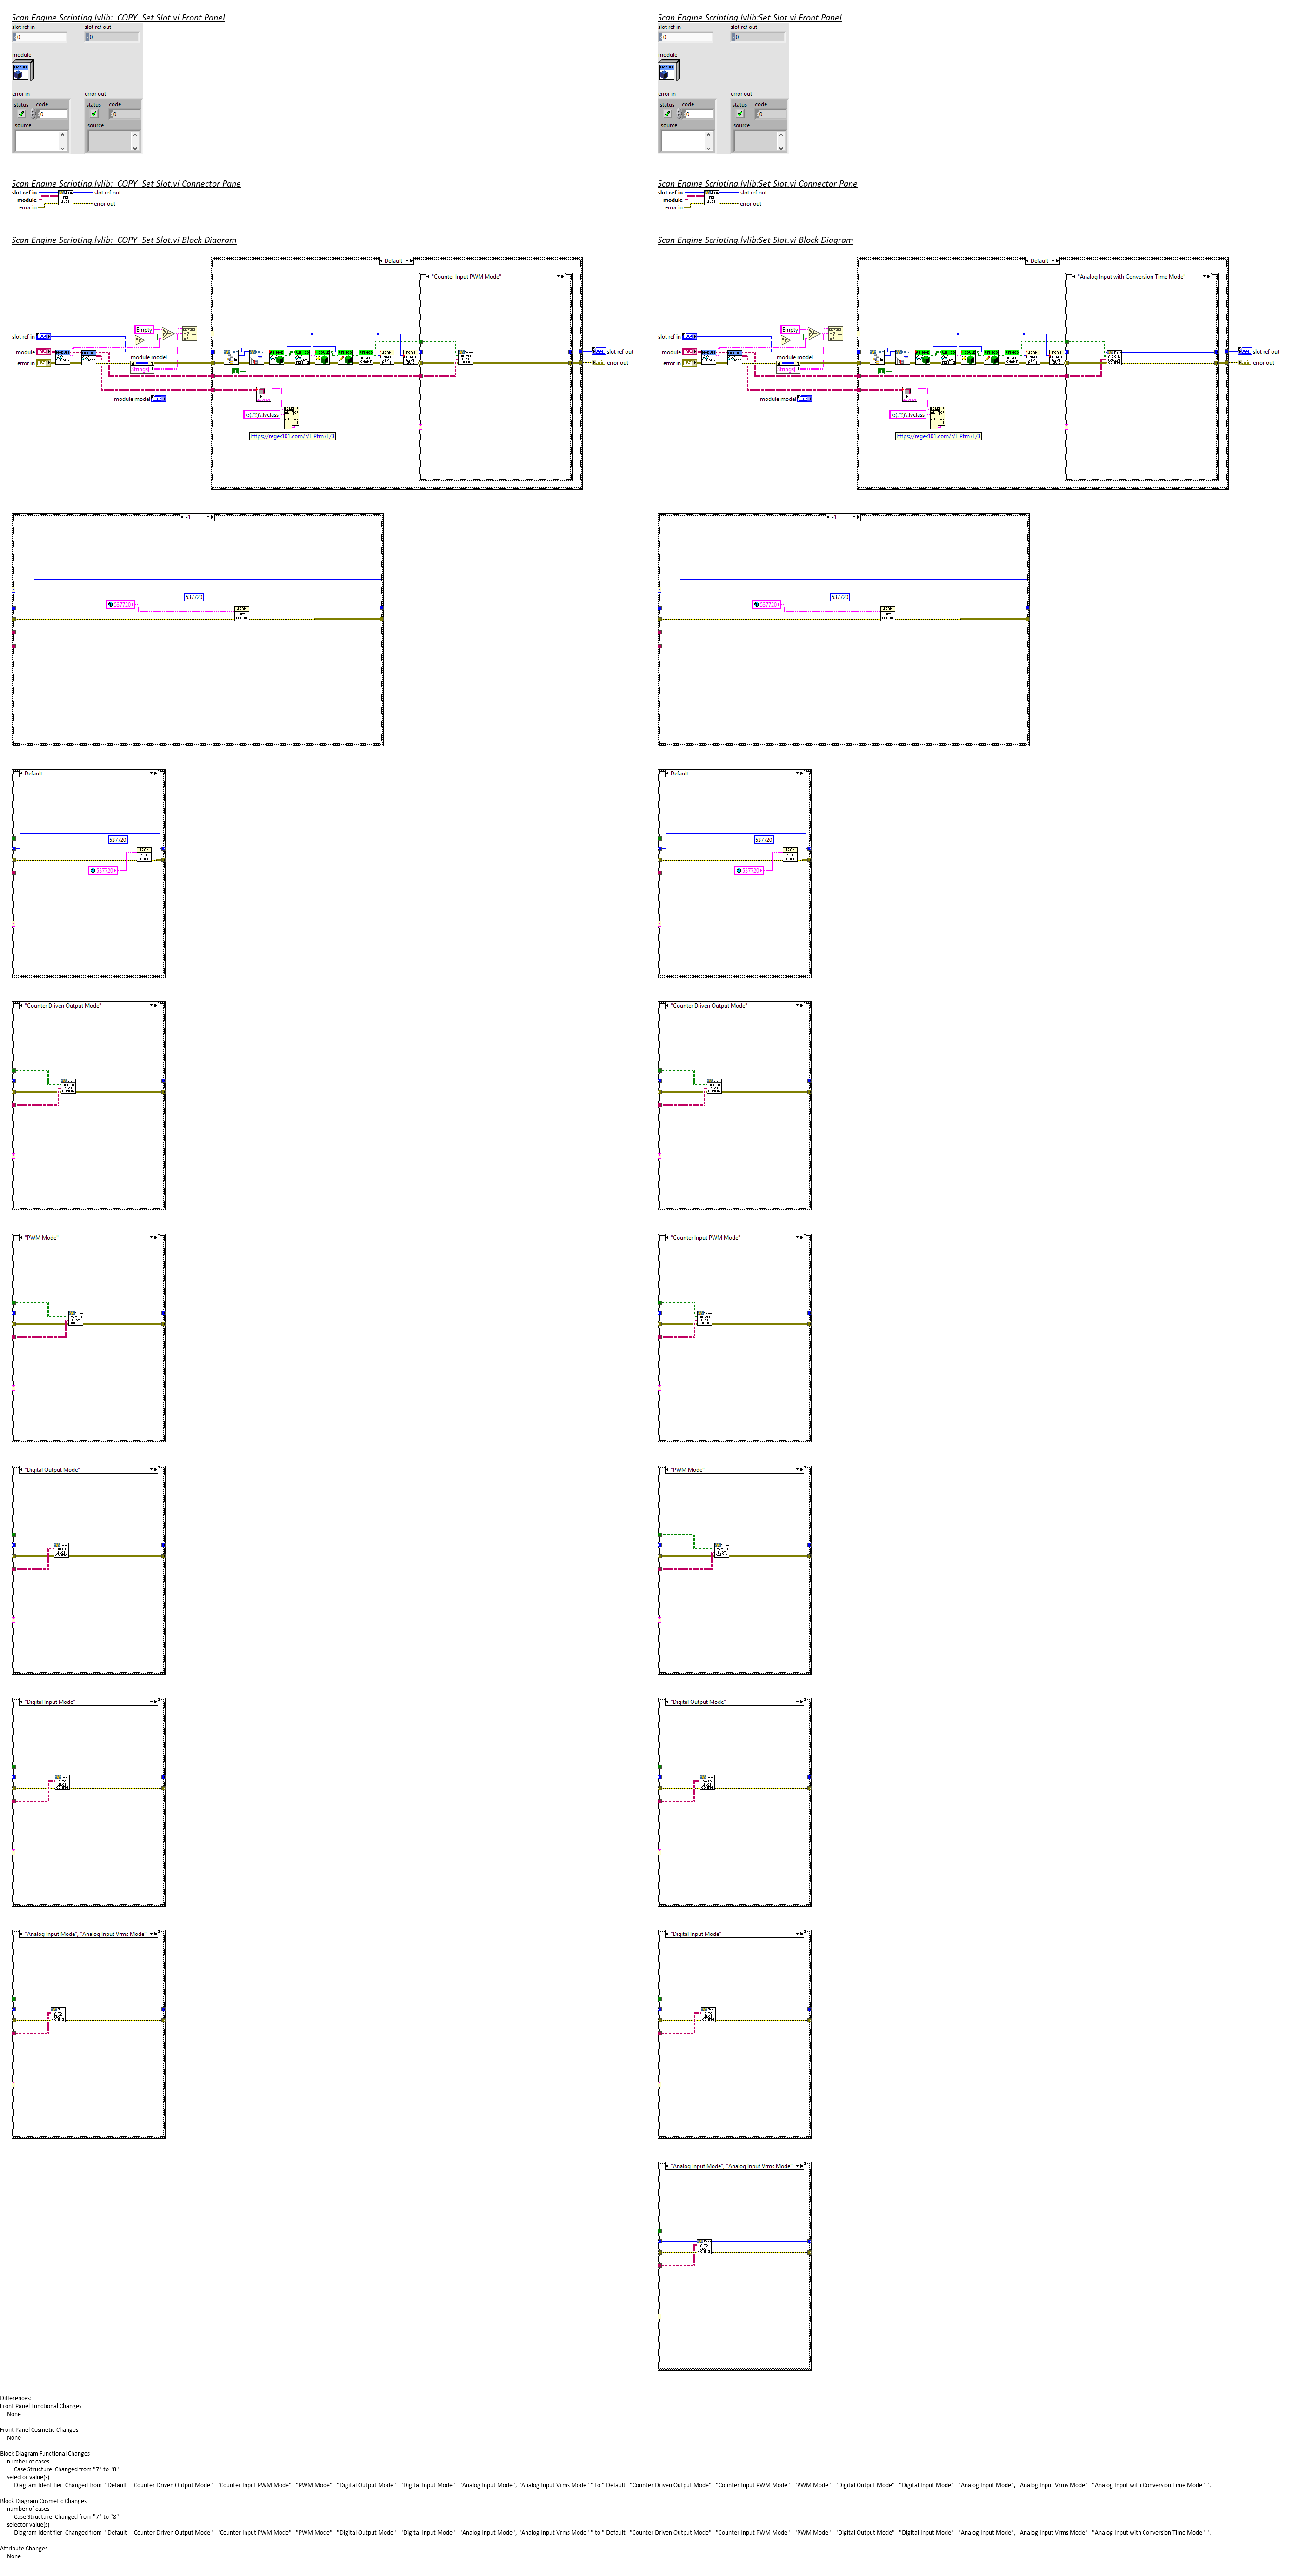 Scan Engine Scripting.lvlib:_COPY_Set Slot.vi Front Panel
slot ref in
slot ref out
0
0
module
error in
error out
status
code
status
code
0
0
source
source
Scan Engine Scripting.lvlib:_COPY_Set Slot.vi Connector Pane
slot ref in
slot ref out
module
error in
error out
Scan Engine Scripting.lvlib:_COPY_Set Slot.vi Block Diagram
Default
"Counter Input PWM Mode"
Empty
slot ref in
module
error in
module model
Strings[]
module model
slot ref out
error out
https://regex101.com/r/HPtm7L/3
-1
537720
537720
Default
537720
537720
"Counter Driven Output Mode"
"PWM Mode"
"Digital Output Mode"
"Digital Input Mode"
"Analog Input Mode", "Analog Input Vrms Mode"
Scan Engine Scripting.lvlib:Set Slot.vi Front Panel
slot ref in
slot ref out
0
0
module
error in
error out
status
code
status
code
0
0
source
source
Scan Engine Scripting.lvlib:Set Slot.vi Connector Pane
slot ref in
slot ref out
module
error in
error out
Scan Engine Scripting.lvlib:Set Slot.vi Block Diagram
Default
"Analog Input with Conversion Time Mode"
Empty
slot ref in
module
error in
module model
Strings[]
module model
slot ref out
error out
https://regex101.com/r/HPtm7L/3
-1
537720
537720
Default
537720
537720
"Counter Driven Output Mode"
"Counter Input PWM Mode"
"PWM Mode"
"Digital Output Mode"
"Digital Input Mode"
"Analog Input Mode", "Analog Input Vrms Mode"
Differences:
Front Panel Functional Changes
None
Front Panel Cosmetic Changes
None
Block Diagram Functional Changes
number of cases
Case Structure Changed from "7" to "8".
selector value(s)
Diagram Identifier Changed from " Default "Counter Driven Output Mode" "Counter Input PWM Mode" "PWM Mode" "Digital Output Mode" "Digital Input Mode" "Analog Input Mode", "Analog Input Vrms Mode" " to " Default "Counter Driven Output Mode" "Counter Input PWM Mode" "PWM Mode" "Digital Output Mode" "Digital Input Mode" "Analog Input Mode", "Analog Input Vrms Mode" "Analog Input with Conversion Time Mode" ".
Block Diagram Cosmetic Changes
number of cases
Case Structure Changed from "7" to "8".
selector value(s)
Diagram Identifier Changed from " Default "Counter Driven Output Mode" "Counter Input PWM Mode" "PWM Mode" "Digital Output Mode" "Digital Input Mode" "Analog Input Mode", "Analog Input Vrms Mode" " to " Default "Counter Driven Output Mode" "Counter Input PWM Mode" "PWM Mode" "Digital Output Mode" "Digital Input Mode" "Analog Input Mode", "Analog Input Vrms Mode" "Analog Input with Conversion Time Mode" ".
Attribute Changes
None